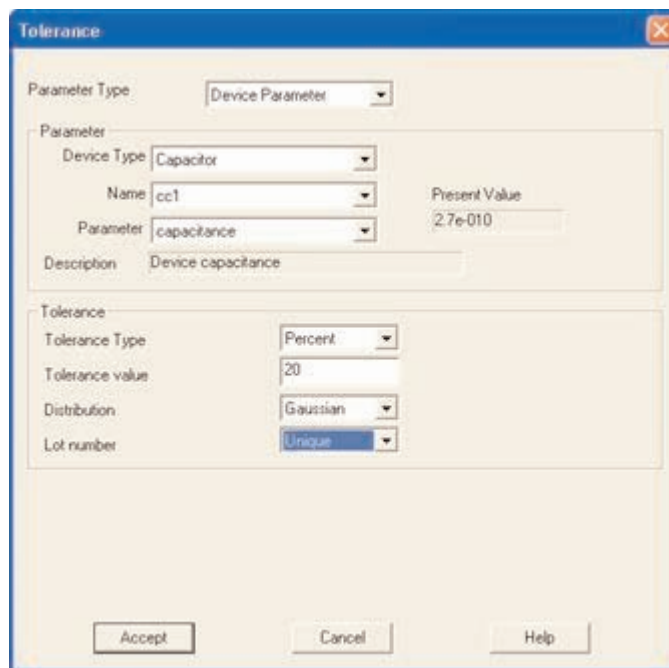 Tolerance
Parameter Type Device Parameter
Parameter
Device Type Capacitor
Name cc1 Present Value
Parameter capacitance 2.7e-010
Description Device capacitance
Tolerance
Tolerance Type Percent
Tolerance value 20
Distribution Gaussian
Lot number Unique
Accept Cancel Help